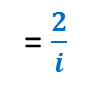 = 2/i